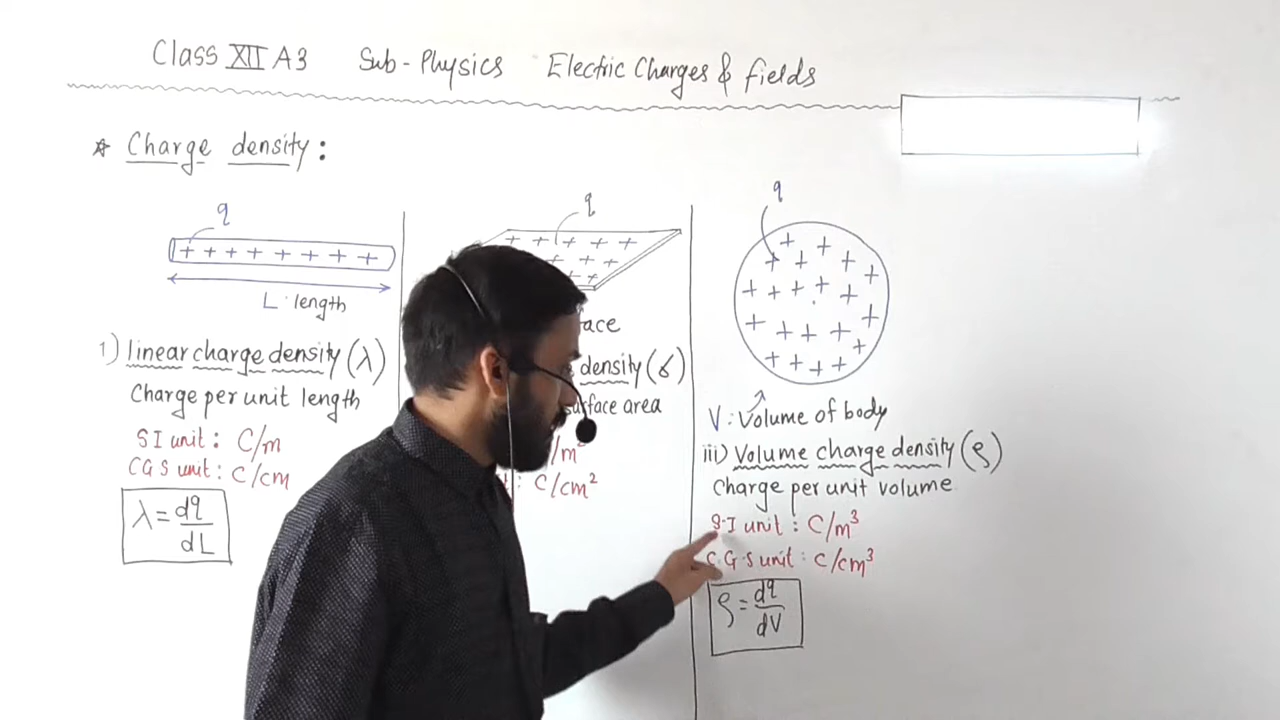 Class XII A3 Sub-Physics Electric Charges & fields
* Charge density:
q
+ + + + + + + +
L length
1) linear charge density (λ)
Charge per unit length
SI unit: C/m
CGS unit: C/cm
λ = dq/dL
q
density (σ)
surface area
C/cm²
q
V: Volume of body
iii) Volume charge density (ρ)
Charge per unit volume
S.I unit: C/m³
C.G.S unit: C/cm³
ρ = dq/dV